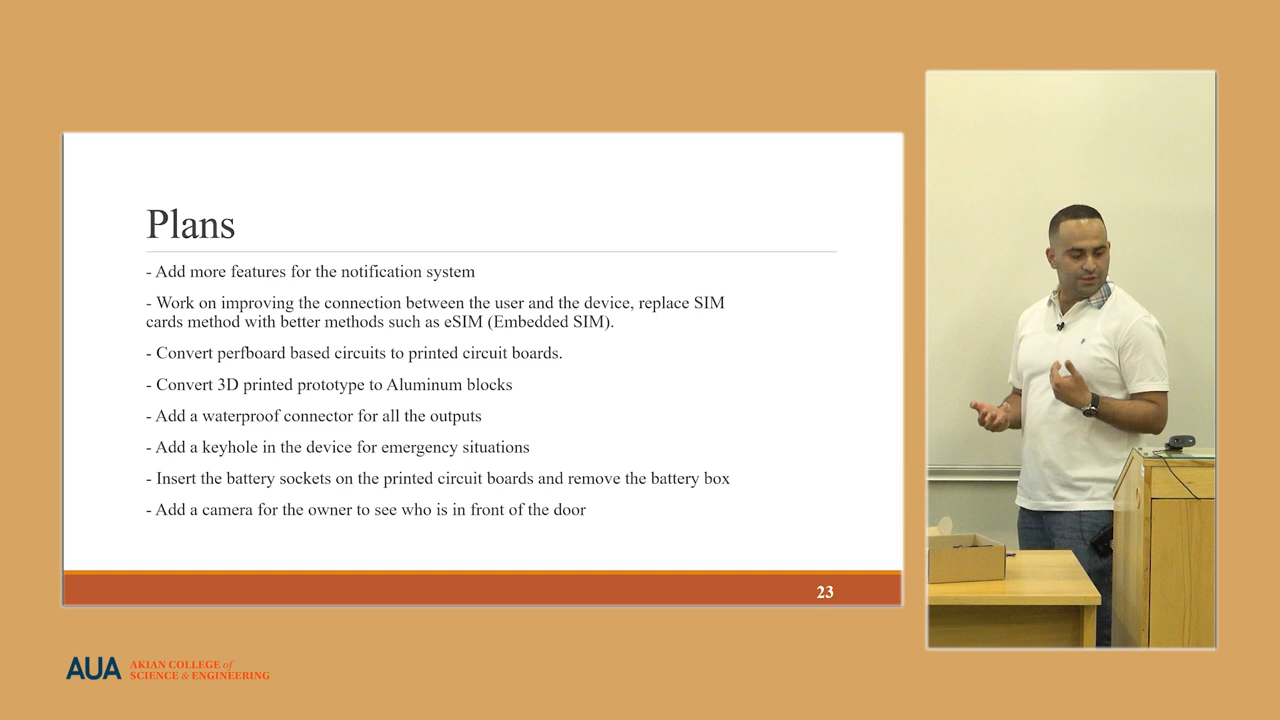 Plans
- Add more features for the notification system
- Work on improving the connection between the user and the device, replace SIM
cards method with better methods such as eSIM (Embedded SIM).
- Convert perfboard based circuits to printed circuit boards.
- Convert 3D printed prototype to Aluminum blocks
- Add a waterproof connector for all the outputs
- Add a keyhole in the device for emergency situations
- Insert the battery sockets on the printed circuit boards and remove the battery box
- Add a camera for the owner to see who is in front of the door
23
AUA AKIAN COLLEGE of
SCIENCE & ENGINEERING